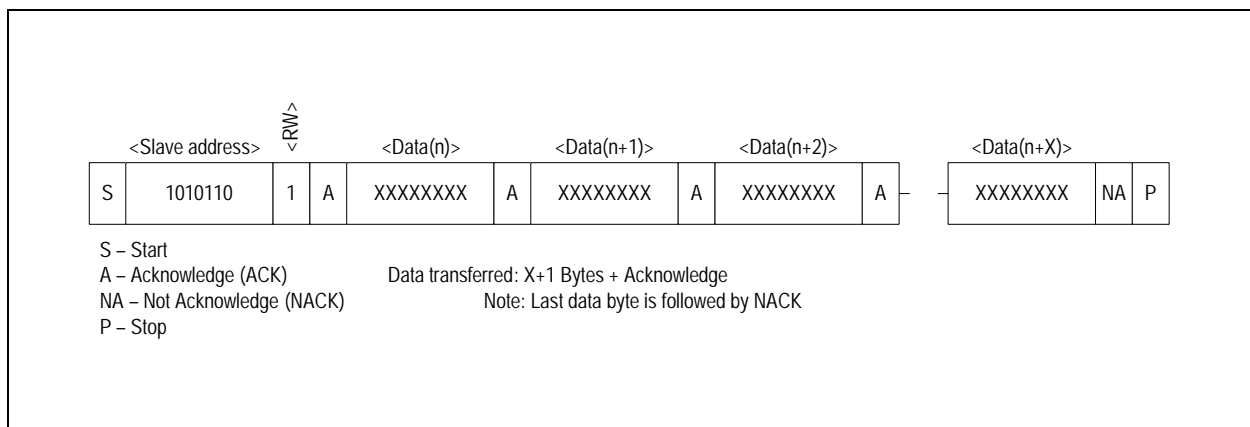 <RW>
<Slave address> <Data(n)> <Data(n+1)> <Data(n+2)> <Data(n+X)>
S 1010110 1 A XXXXXXXX A XXXXXXXX A XXXXXXXX A – – XXXXXXXX NA P
S – Start
A – Acknowledge (ACK) Data transferred: X+1 Bytes + Acknowledge
NA – Not Acknowledge (NACK) Note: Last data byte is followed by NACK
P – Stop